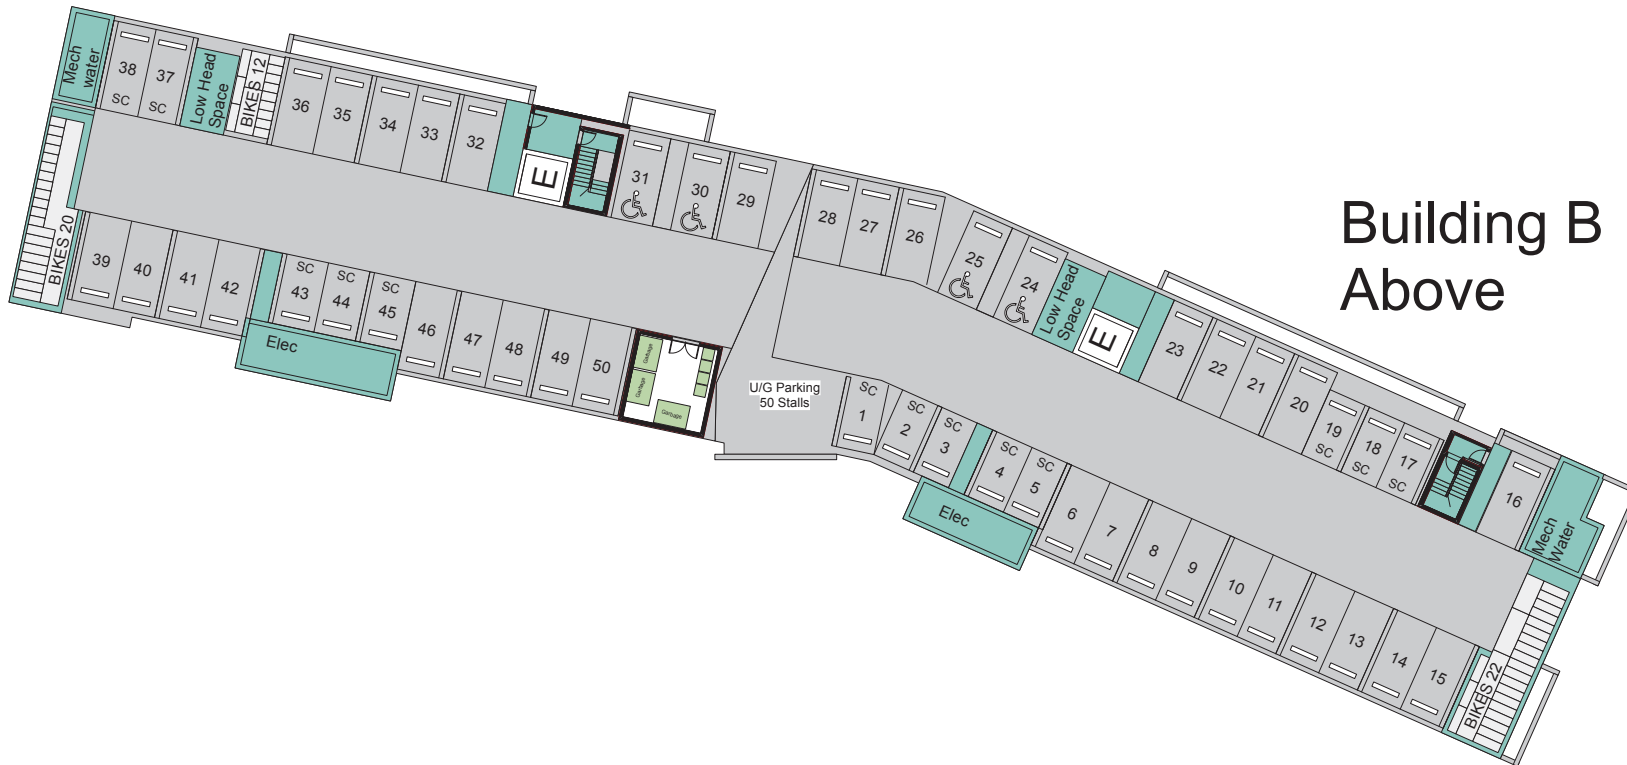 Building B
Above
Mech
water
38
SC
37
SC
Low Head
Space
BIKES 12
36
35
34
33
32
E
31
30
29
28
27
26
25
24
Low Head
Space
E
23
22
21
20
19
SC
18
SC
17
SC
16
Mech
Water
BIKES 20
39
40
41
42
SC
43
SC
44
SC
45
46
47
48
49
50
Elec
Garbage
Garbage
Garbage
U/G Parking
50 Stalls
SC
1
SC
2
SC
3
SC
4
SC
5
Elec
6
7
8
9
10
11
12
13
14
15
BIKES 22